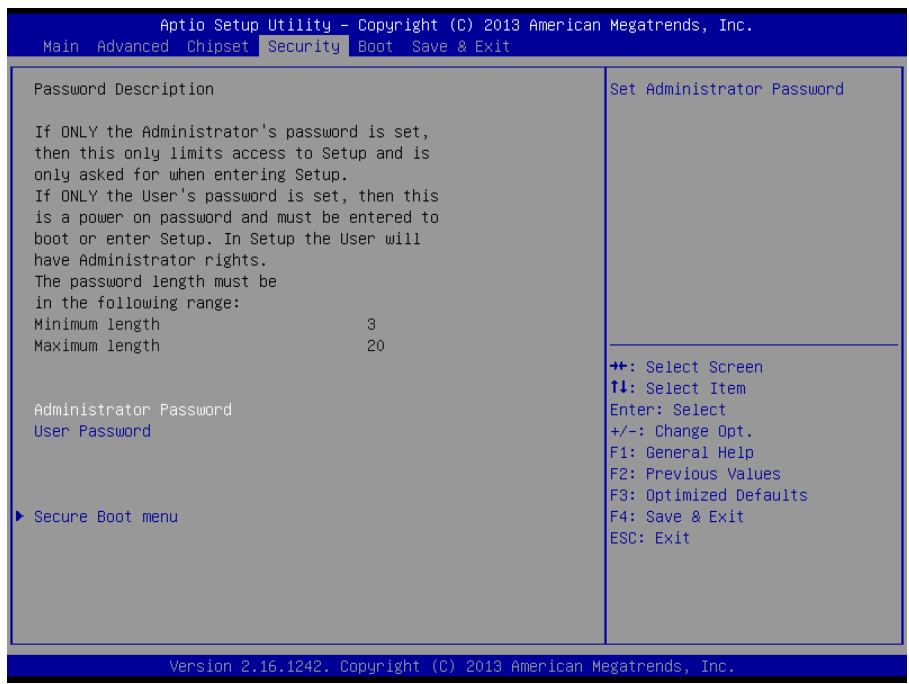 Aptio Setup Utility – Copyright (C) 2013 American Megatrends, Inc.
Main Advanced Chipset Security Boot Save & Exit
Password Description
If ONLY the Administrator's password is set,
then this only limits access to Setup and is
only asked for when entering Setup.
If ONLY the User's password is set, then this
is a power on password and must be entered to
boot or enter Setup. In Setup the User will
have Administrator rights.
The password length must be
in the following range:
Minimum length 3
Maximum length 20
Administrator Password
User Password
Secure Boot menu
Set Administrator Password
→←: Select Screen
↑↓: Select Item
Enter: Select
+/-: Change Opt.
F1: General Help
F2: Previous Values
F3: Optimized Defaults
F4: Save & Exit
ESC: Exit
Version 2.16.1242. Copyright (C) 2013 American Megatrends, Inc.